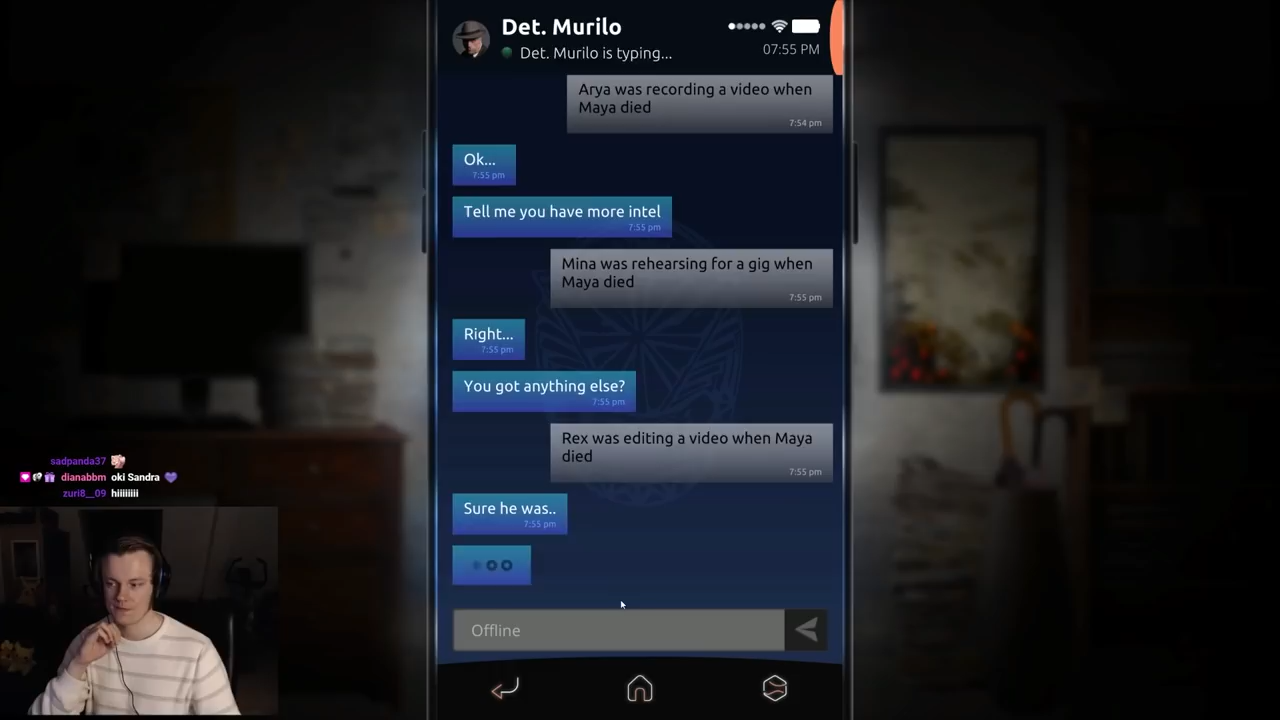 Det. Murilo
Det. Murilo is typing...
07:55 PM
Arya was recording a video when
Maya died
7:54 pm
Ok...
7:55 pm
Tell me you have more intel
7:55 pm
Mina was rehearsing for a gig when
Maya died
7:55 pm
Right...
7:55 pm
You got anything else?
7:55 pm
Rex was editing a video when Maya
died
7:55 pm
Sure he was..
7:55 pm
Offline
sadpanda37
dianabbm oki Sandra
zuri8__09 hiiiiiiii